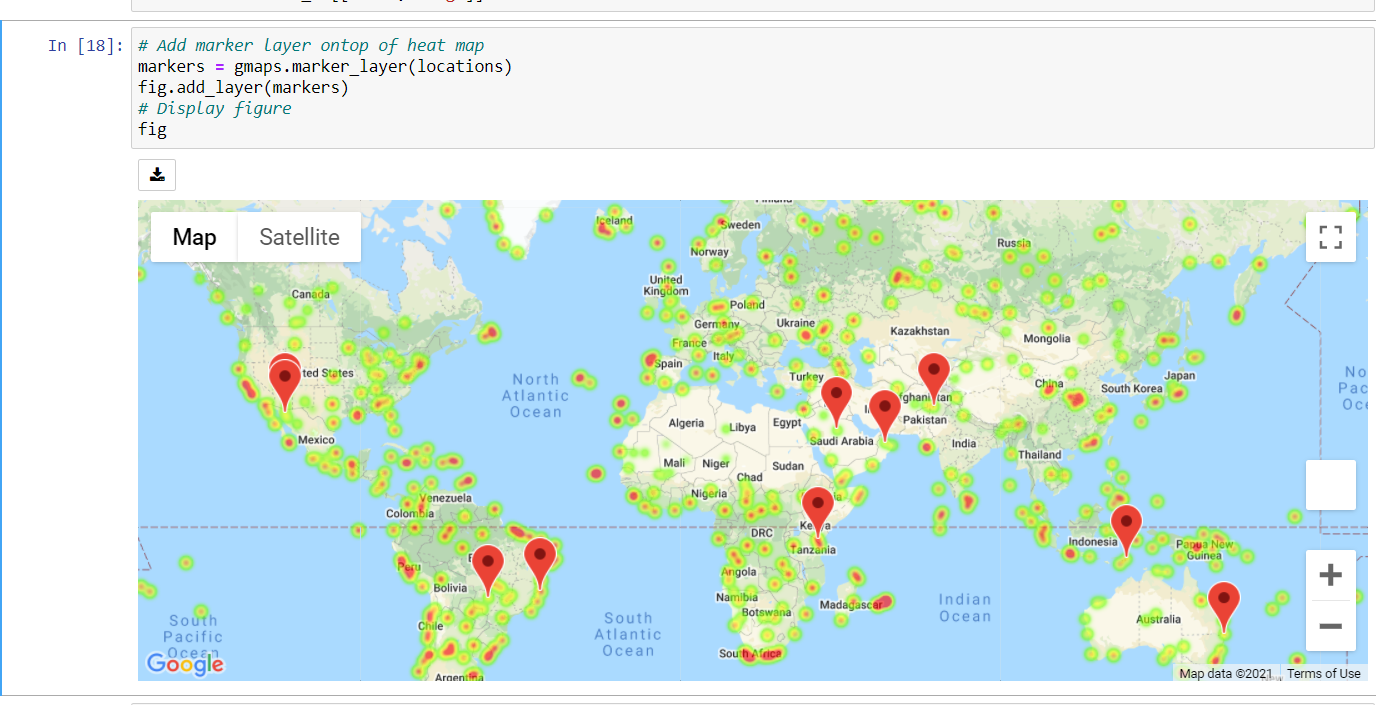 In [18]:
# Add marker layer ontop of heat map
markers = gmaps.marker_layer(locations)
fig.add_layer(markers)
# Display figure
fig
Map
Satellite
Iceland
Sweden
Norway
Russia
United
Kingdom
Canada
Poland
Germany
Ukraine
Kazakhstan
Mongolia
France
Italy
Spain
ted States
Turkey
China
South Korea
Japan
North
Atlantic
Ocean
No
Pac
Oce
Afghanistan
Pakistan
Algeria
Libya
Egypt
Saudi Arabia
India
Mexico
Mali
Niger
Sudan
Chad
Thailand
Nigeria
Venezuela
Colombia
DRC
Kenya
Tanzania
Indonesia
Papua New
Guinea
Peru
Bolivia
Angola
Namibia
Botswana
Madagascar
Indian
Ocean
Australia
South
Pacific
Ocean
Chile
South
Atlantic
Ocean
South Africa
Argentina
Google
Map data ©2021
Terms of Use